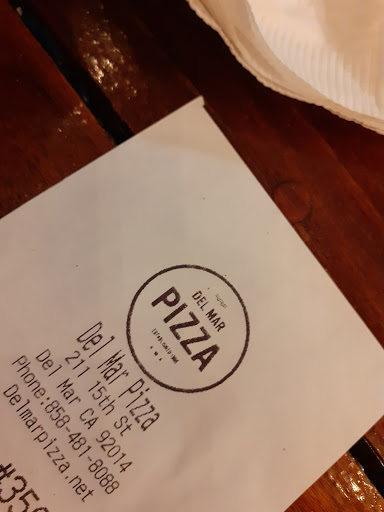 DEL MAR
PIZZA
Del Mar Pizza
211 15th St
Del Mar CA 92014
Phone:858-481-8088
Delmarpizza.net